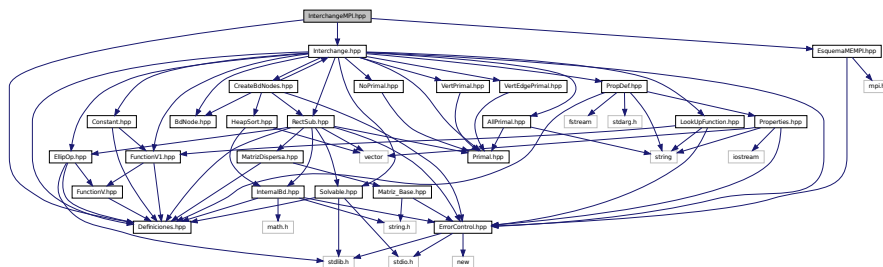 InterchangeMPI.hpp
Interchange.hpp
EsquemaMEMPI.hpp
CreateBdNodes.hpp
NoPrimal.hpp
VertPrimal.hpp
VertEdgePrimal.hpp
PropDef.hpp
mpi.h
Constant.hpp
BdNode.hpp
HeapSort.hpp
RectSub.hpp
AllPrimal.hpp
fstream
stdarg.h
LookUpFunction.hpp
Properties.hpp
EllipOp.hpp
FunctionV1.hpp
MatrizDispersa.hpp
vector
Primal.hpp
string
iostream
FunctionV.hpp
InternalBd.hpp
Solvable.hpp
Matriz_Base.hpp
Definiciones.hpp
math.h
string.h
ErrorControl.hpp
stdlib.h
stdio.h
new